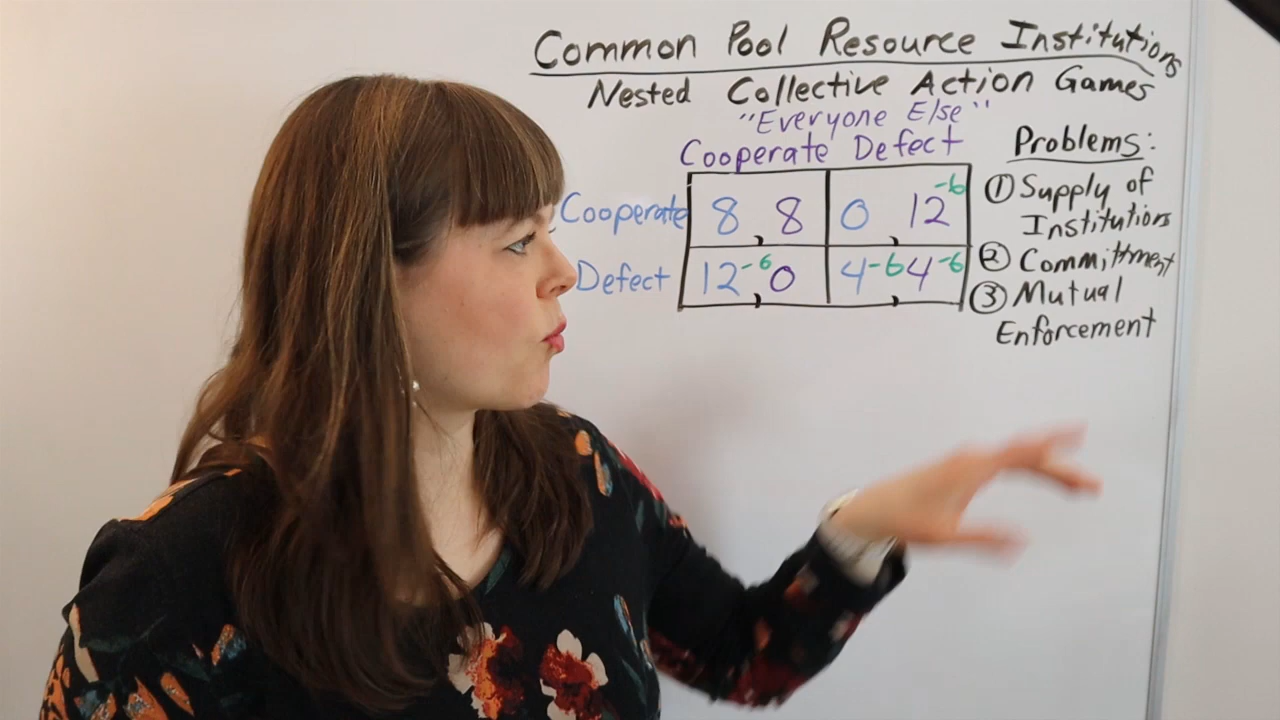 Common Pool Resource Institutions
Nested Collective Action Games
"Everyone Else"
Cooperate Defect
Cooperate 8, 8 0, 12 -6
Defect 12 -6, 0 4 -6, 4 -6
Problems:
① Supply of
Institutions
② Committment
③ Mutual
Enforcement